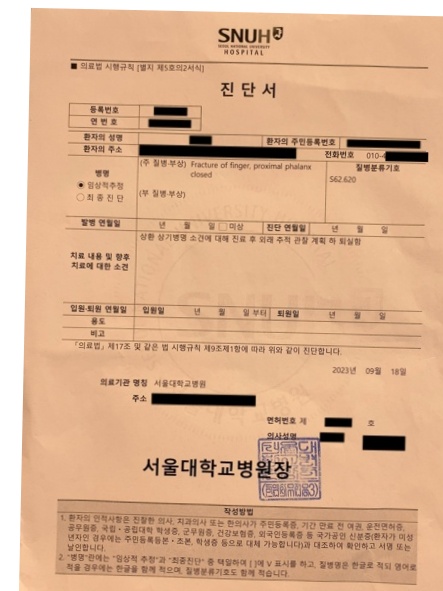 SNUH
SEOUL NATIONAL UNIVERSITY
HOSPITAL
■ 의료법 시행규칙 [별지 제5호의2서식]
진 단 서
등록번호
연 번 호
환자의 성명 환자의 주민등록번호
환자의 주소 전화번호 010-4
병명
◉ 임상적추정
○ 최 종 진 단
(주 질병·부상) Fracture of finger, proximal phalanx
closed
(부 질병·부상)
질병분류기호
S62.620
발병 연월일 년 월 일 □ 미상 진단 연월일 년 월 일
치료 내용 및 향후
치료에 대한 소견
상환 상기병명 소견에 대해 진료 후 외래 추적 관찰 계획 하 퇴실함
입원·퇴원 연월일 입원일 년 월 일 부터 퇴원일 년 월 일
용도
비고
「의료법」 제17조 및 같은 법 시행규칙 제9조제1항에 따라 위와 같이 진단합니다.
2023년 09월 18일
의료기관 명칭 서울대학교병원
주소
면허번호 제 호
의사성명
서울대학교병원장
작성방법
1. 환자의 인적사항은 진찰한 의사, 치과의사 또는 한의사가 주민등록증, 기간 만료 전 여권, 운전면허증,
공무원증, 국립·공립대학 학생증, 군무원증, 건강보험증, 외국인등록증 등 국가공인 신분증(환자가 미성
년자인 경우에는 주민등록등본·초본, 학생증 등으로 대체 가능합니다)과 대조하여 확인하고 서명 또는
날인합니다.
2. "병명"란에는 "임상적 추정"과 "최종진단" 중 택일하여 [ ]에 V 표시를 하고, 질병명은 한글로 적되 영어로
적을 경우에는 한글을 함께 적으며, 질병분류기호도 함께 적습니다.